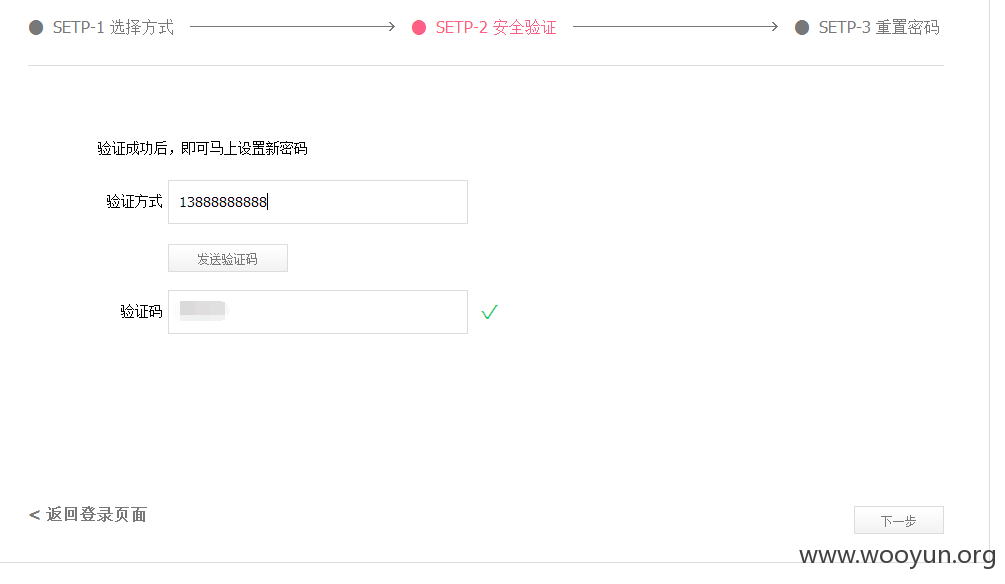 SETP-1 选择方式 SETP-2 安全验证 SETP-3 重置密码
验证成功后，即可马上设置新密码
验证方式 13888888888
发送验证码
验证码
< 返回登录页面 下一步
www.wooyun.org